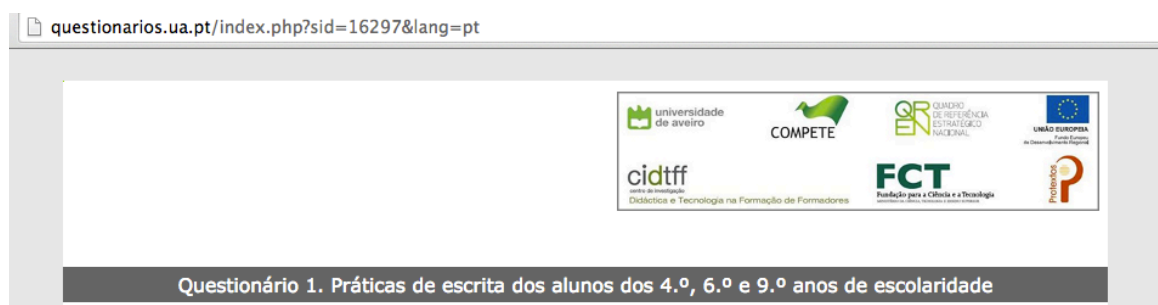 questionarios.ua.pt/index.php?sid=16297&lang=pt
universidade
de aveiro
COMPETE
QREN
QUADRO
DE REFERÊNCIA
ESTRATÉGICO
NACIONAL
UNIÃO EUROPEIA
Fundo Europeu
de Desenvolvimento Regional
cidtff
centro de investigação
Didáctica e Tecnologia na Formação de Formadores
FCT
Fundação para a Ciência e a Tecnologia
Protextos
Questionário 1. Práticas de escrita dos alunos dos 4.º, 6.º e 9.º anos de escolaridade